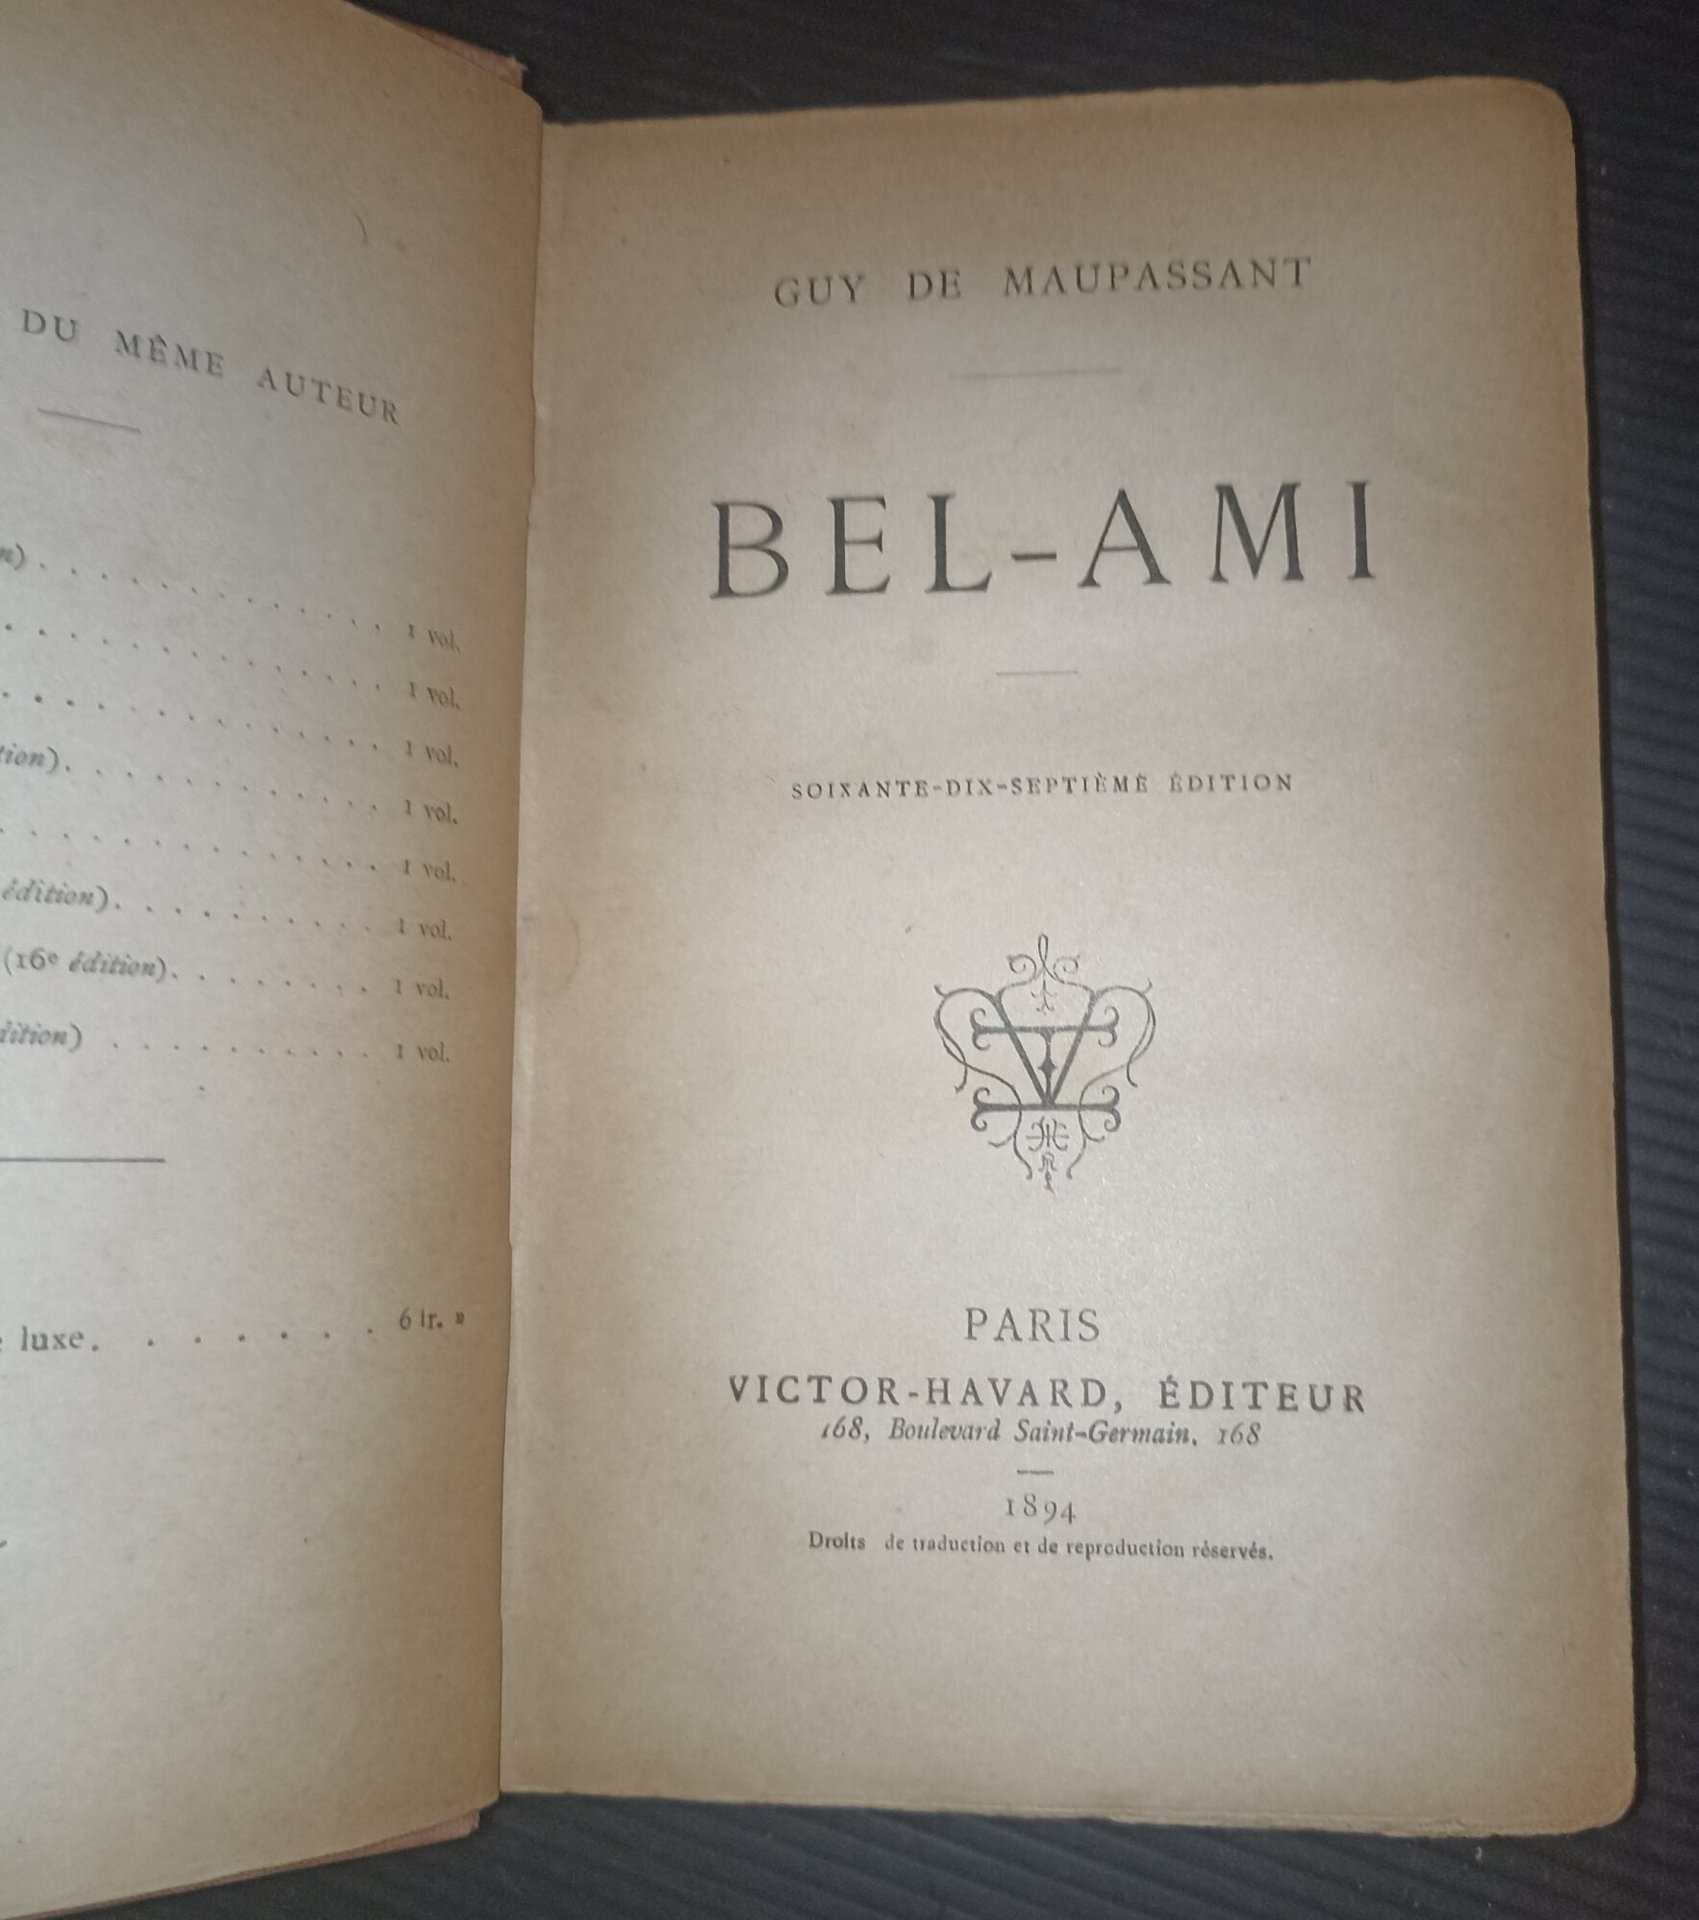 DU MÊME AUTEUR
1 vol.
1 vol.
1 vol.
1 vol.
1 vol.
édition). 1 vol.
(16e édition). 1 vol.
1 vol.
luxe. 6 fr. »
GUY DE MAUPASSANT
BEL-AMI
SOIXANTE-DIX-SEPTIÈME ÉDITION
PARIS
VICTOR-HAVARD, ÉDITEUR
168, Boulevard Saint-Germain, 168
1894
Droits de traduction et de reproduction réservés.